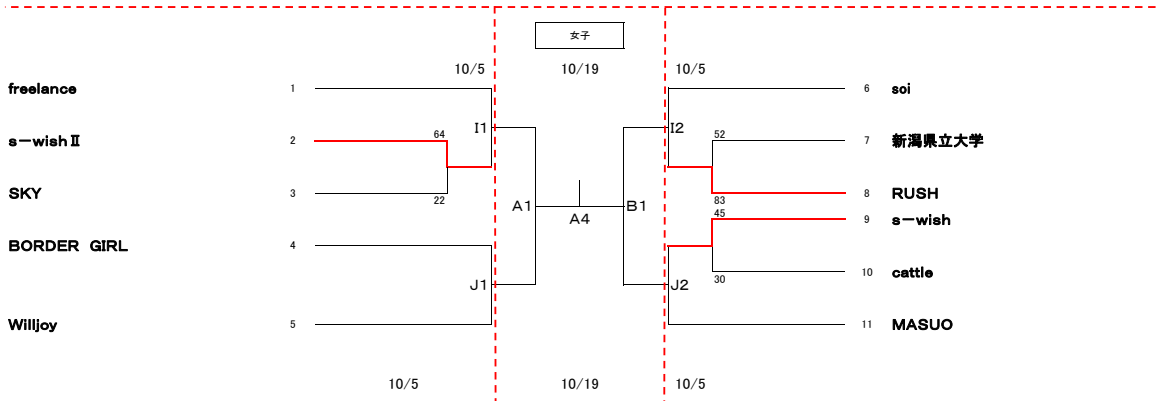 女子
10/5 10/19 10/5
freelance 1 6 soi
I1 I2
s－wishⅡ 2 64 52 7 新潟県立大学
SKY 3 22 83 8 RUSH
A1 A4 B1 45 9 s－wish
BORDER GIRL 4
30 10 cattle
J1 J2
Willjoy 5 11 MASUO
10/5 10/19 10/5